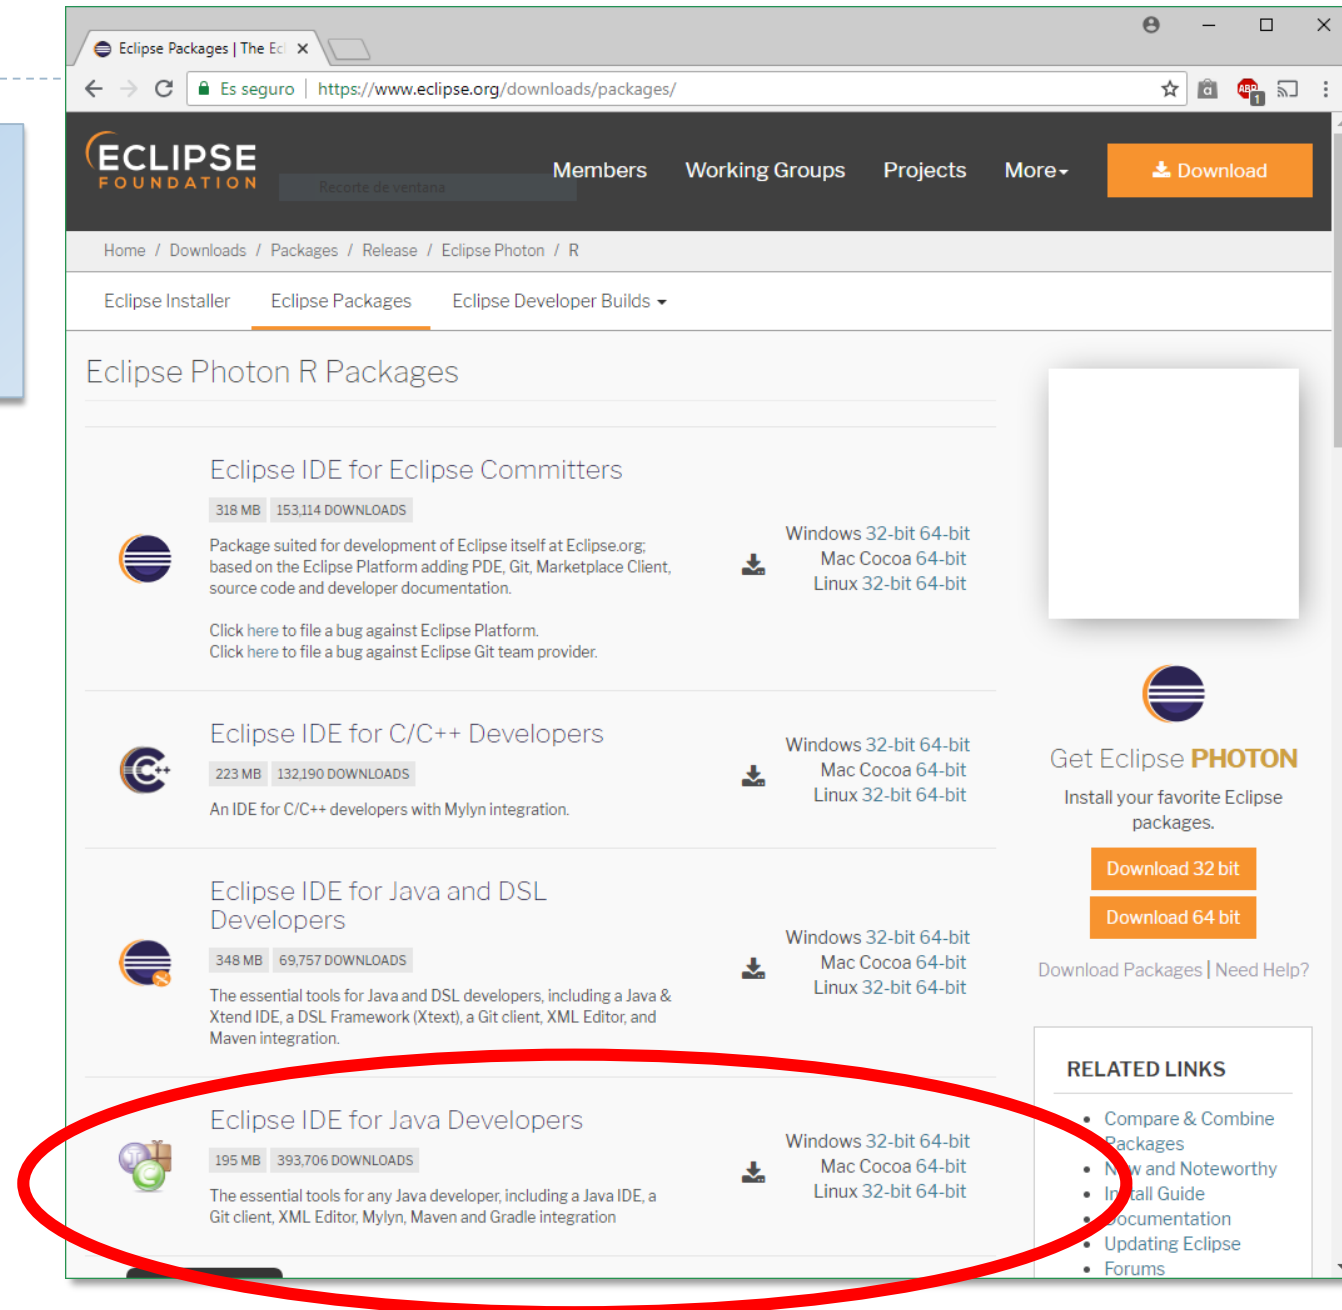 Eclipse Packages | The Ecl
Es seguro | https://www.eclipse.org/downloads/packages/
ABP
1
ECLIPSE
FOUNDATION
Recorte de ventana
Members Working Groups Projects More Download
Home / Downloads / Packages / Release / Eclipse Photon / R
Eclipse Installer Eclipse Packages Eclipse Developer Builds
Eclipse Photon R Packages
Eclipse IDE for Eclipse Committers
318 MB 153,114 DOWNLOADS
Package suited for development of Eclipse itself at Eclipse.org;
based on the Eclipse Platform adding PDE, Git, Marketplace Client,
source code and developer documentation.
Click here to file a bug against Eclipse Platform.
Click here to file a bug against Eclipse Git team provider.
Windows 32-bit 64-bit
Mac Cocoa 64-bit
Linux 32-bit 64-bit
Eclipse IDE for C/C++ Developers
223 MB 132,190 DOWNLOADS
An IDE for C/C++ developers with Mylyn integration.
Windows 32-bit 64-bit
Mac Cocoa 64-bit
Linux 32-bit 64-bit
Eclipse IDE for Java and DSL
Developers
348 MB 69,757 DOWNLOADS
The essential tools for Java and DSL developers, including a Java &
Xtend IDE, a DSL Framework (Xtext), a Git client, XML Editor, and
Maven integration.
Windows 32-bit 64-bit
Mac Cocoa 64-bit
Linux 32-bit 64-bit
Eclipse IDE for Java Developers
195 MB 393,706 DOWNLOADS
The essential tools for any Java developer, including a Java IDE, a
Git client, XML Editor, Mylyn, Maven and Gradle integration
Windows 32-bit 64-bit
Mac Cocoa 64-bit
Linux 32-bit 64-bit
Get Eclipse PHOTON
Install your favorite Eclipse
packages.
Download 32 bit
Download 64 bit
Download Packages | Need Help?
RELATED LINKS
Compare & Combine
Packages
New and Noteworthy
Install Guide
Documentation
Updating Eclipse
Forums